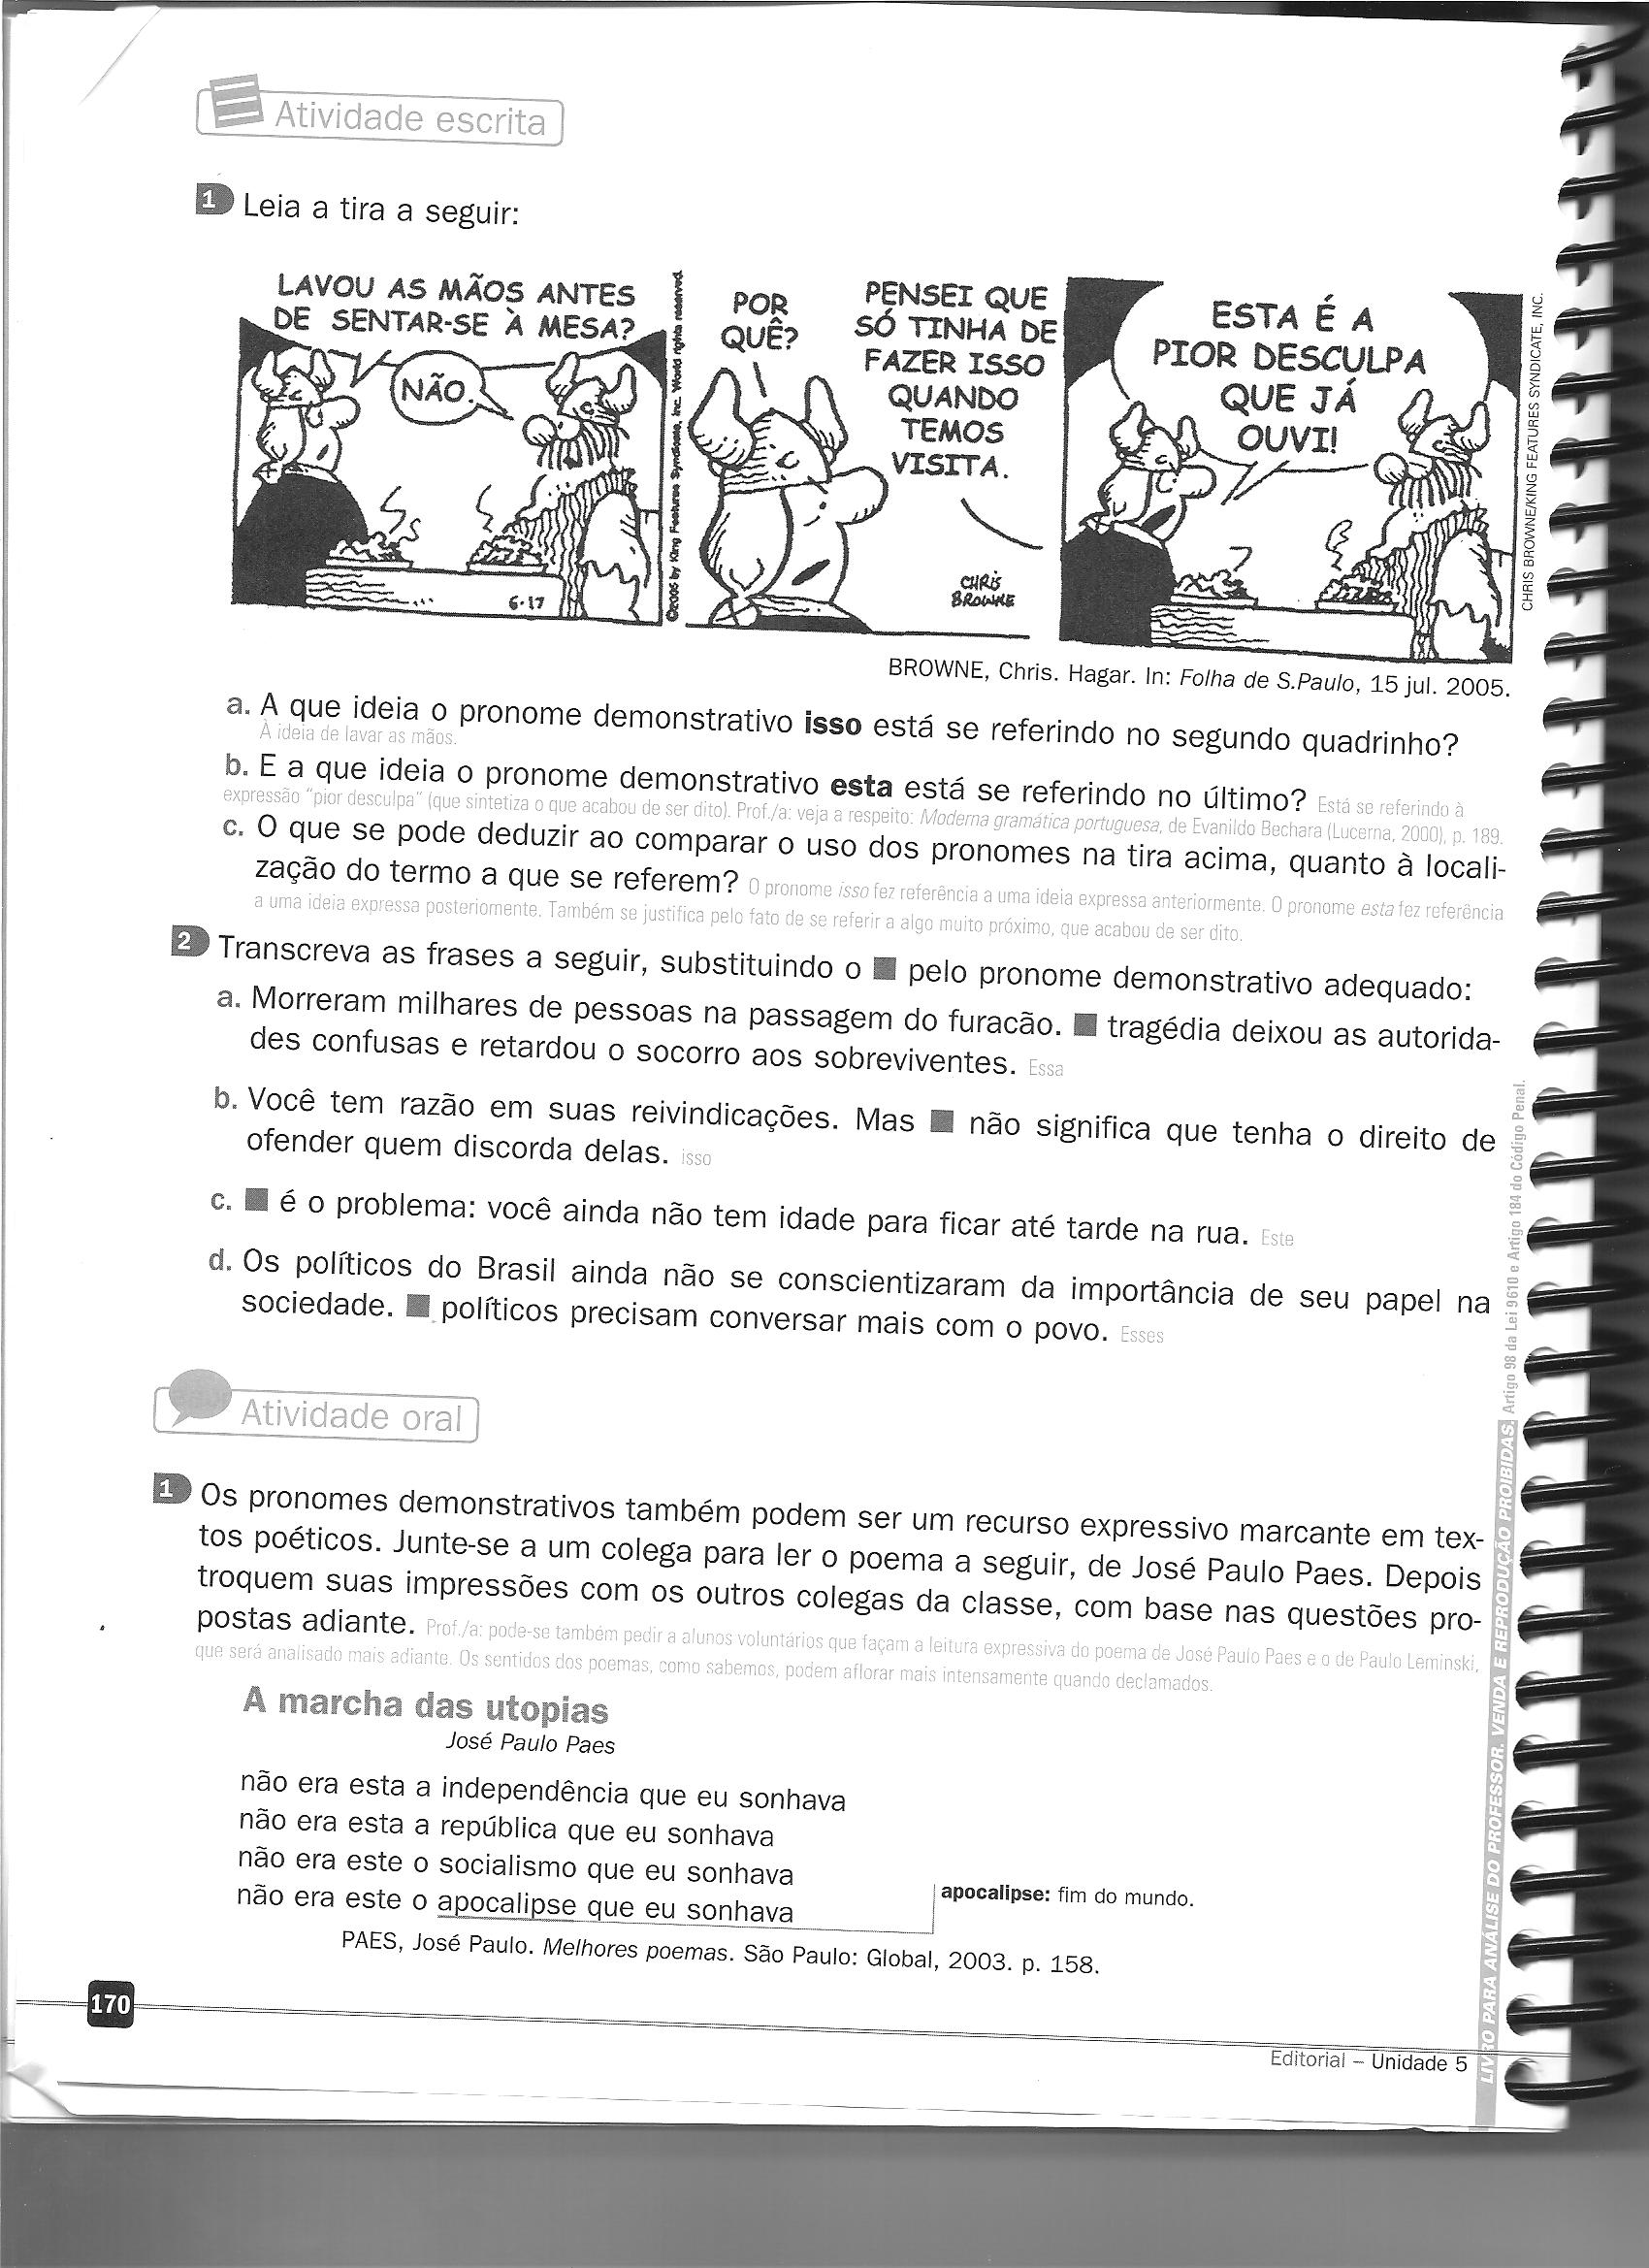 Atividade escrita
1 Leia a tira a seguir:
LAVOU AS MÃOS ANTES
DE SENTAR-SE À MESA?
NÃO.
6-17
©2005 by King Features Syndicate, Inc. World rights reserved.
POR
QUÊ?
PENSEI QUE
SÓ TINHA DE
FAZER ISSO
QUANDO
TEMOS
VISITA.
CHRIS
BROWNE
ESTA É A
PIOR DESCULPA
QUE JÁ
OUVI!
CHRIS BROWNE/KING FEATURES SYNDICATE, INC.
BROWNE, Chris. Hagar. In: Folha de S.Paulo, 15 jul. 2005.
a. A que ideia o pronome demonstrativo isso está se referindo no segundo quadrinho?
À ideia de lavar as mãos.
b. E a que ideia o pronome demonstrativo esta está se referindo no último? Está se referindo à
expressão "pior desculpa" (que sintetiza o que acabou de ser dito). Prof./a: veja a respeito: Moderna gramática portuguesa, de Evanildo Bechara (Lucerna, 2000), p. 189.
c. O que se pode deduzir ao comparar o uso dos pronomes na tira acima, quanto à locali-
zação do termo a que se referem? O pronome isso fez referência a uma ideia expressa anteriormente. O pronome esta fez referência
a uma ideia expressa posteriomente. Também se justifica pelo fato de se referir a algo muito próximo, que acabou de ser dito.
2 Transcreva as frases a seguir, substituindo o ■ pelo pronome demonstrativo adequado:
a. Morreram milhares de pessoas na passagem do furacão. ■ tragédia deixou as autorida-
des confusas e retardou o socorro aos sobreviventes. Essa
b. Você tem razão em suas reivindicações. Mas ■ não significa que tenha o direito de
ofender quem discorda delas. isso
c. ■ é o problema: você ainda não tem idade para ficar até tarde na rua. Este
d. Os políticos do Brasil ainda não se conscientizaram da importância de seu papel na
sociedade. ■ políticos precisam conversar mais com o povo. Esses
Atividade oral
1 Os pronomes demonstrativos também podem ser um recurso expressivo marcante em tex-
tos poéticos. Junte-se a um colega para ler o poema a seguir, de José Paulo Paes. Depois
troquem suas impressões com os outros colegas da classe, com base nas questões pro-
postas adiante. Prof./a: pode-se também pedir a alunos voluntários que façam a leitura expressiva do poema de José Paulo Paes e o de Paulo Leminski,
que será analisado mais adiante. Os sentidos dos poemas, como sabemos, podem aflorar mais intensamente quando declamados.
A marcha das utopias
José Paulo Paes
não era esta a independência que eu sonhava
não era esta a república que eu sonhava
não era este o socialismo que eu sonhava
não era este o apocalipse que eu sonhava
apocalipse: fim do mundo.
PAES, José Paulo. Melhores poemas. São Paulo: Global, 2003. p. 158.
170
Editorial – Unidade 5
LIVRO PARA ANÁLISE DO PROFESSOR. VENDA E REPRODUÇÃO PROIBIDAS. Artigo 98 da Lei 9610 e Artigo 184 do Código Penal.